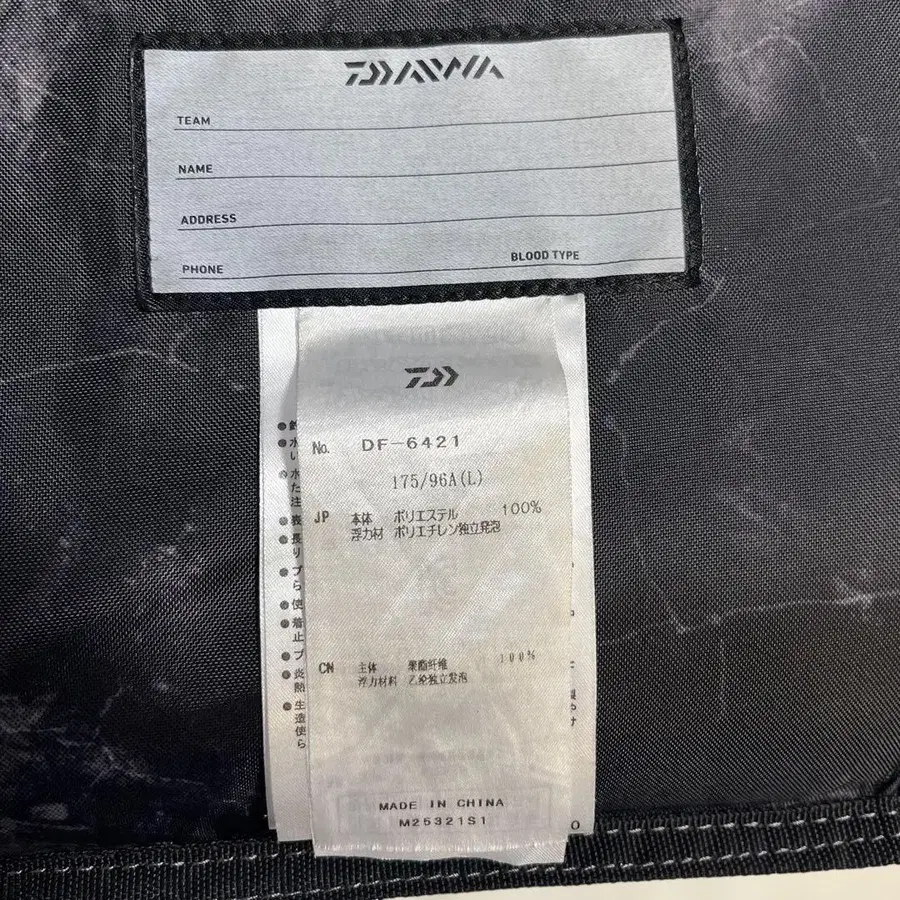 DAIWA
TEAM
NAME
ADDRESS
PHONE
BLOOD TYPE
No. DF-6421
175/96A(L)
JP 本体 ポリエステル 100%
浮力材 ポリエチレン独立発泡
CN 主体 聚酯纤维 100%
浮力材料 乙纶独立发泡
MADE IN CHINA
M25321S1